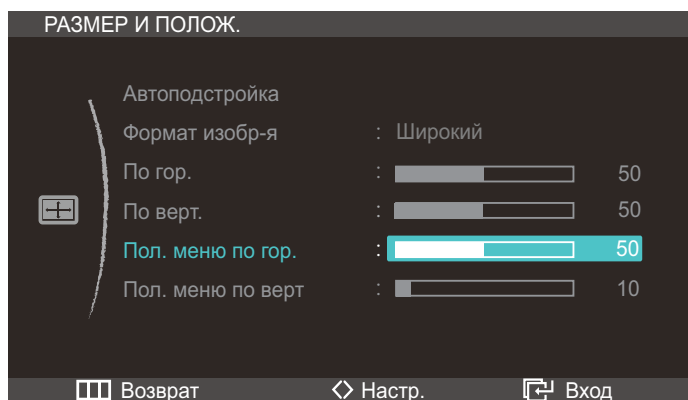 РАЗМЕР И ПОЛОЖ.
Автоподстройка
Формат изобр-я : Широкий
По гор. : 50
По верт. : 50
Пол. меню по гор. : 50
Пол. меню по верт : 10
Возврат Настр. Вход